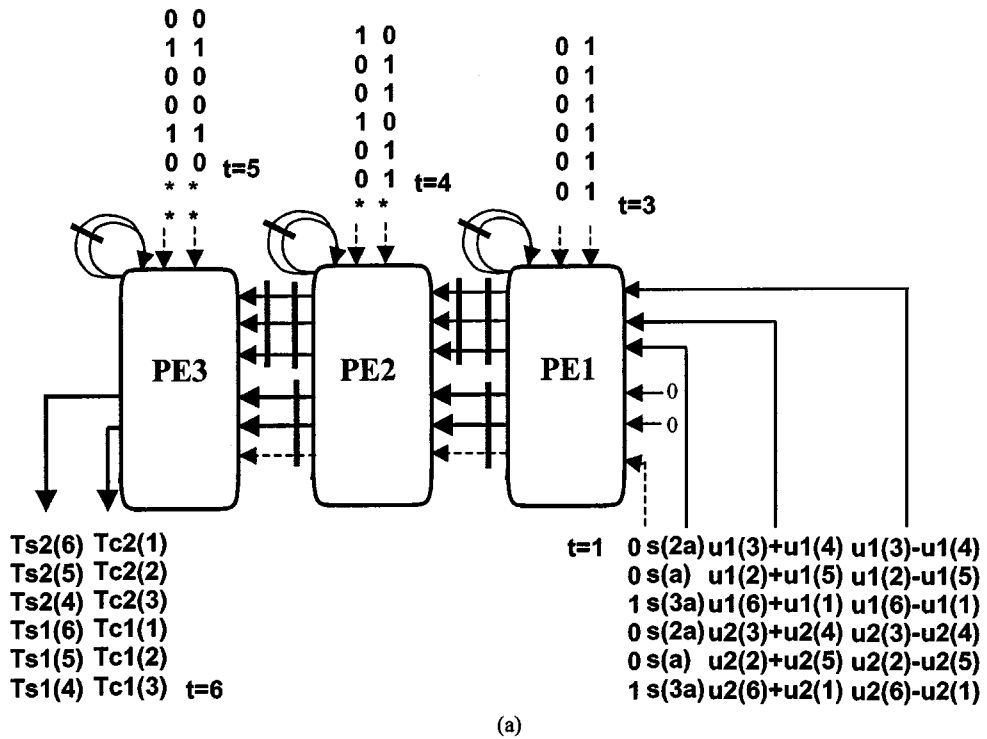 0 0
1 1
0 0
0 0
1 1
0 0 t=5
* *
* *
1 0
0 1
0 1
1 0
0 1
0 1 t=4
* *
0 1
0 1
0 1
0 1
0 1
0 1 t=3
PE3
PE2
PE1
0
0
Ts2(6) Tc2(1)
Ts2(5) Tc2(2)
Ts2(4) Tc2(3)
Ts1(6) Tc1(1)
Ts1(5) Tc1(2)
Ts1(4) Tc1(3) t=6
t=1 0 s(2a) u1(3)+u1(4) u1(3)-u1(4)
0 s(a) u1(2)+u1(5) u1(2)-u1(5)
1 s(3a) u1(6)+u1(1) u1(6)-u1(1)
0 s(2a) u2(3)+u2(4) u2(3)-u2(4)
0 s(a) u2(2)+u2(5) u2(2)-u2(5)
1 s(3a) u2(6)+u2(1) u2(6)-u2(1)
(a)